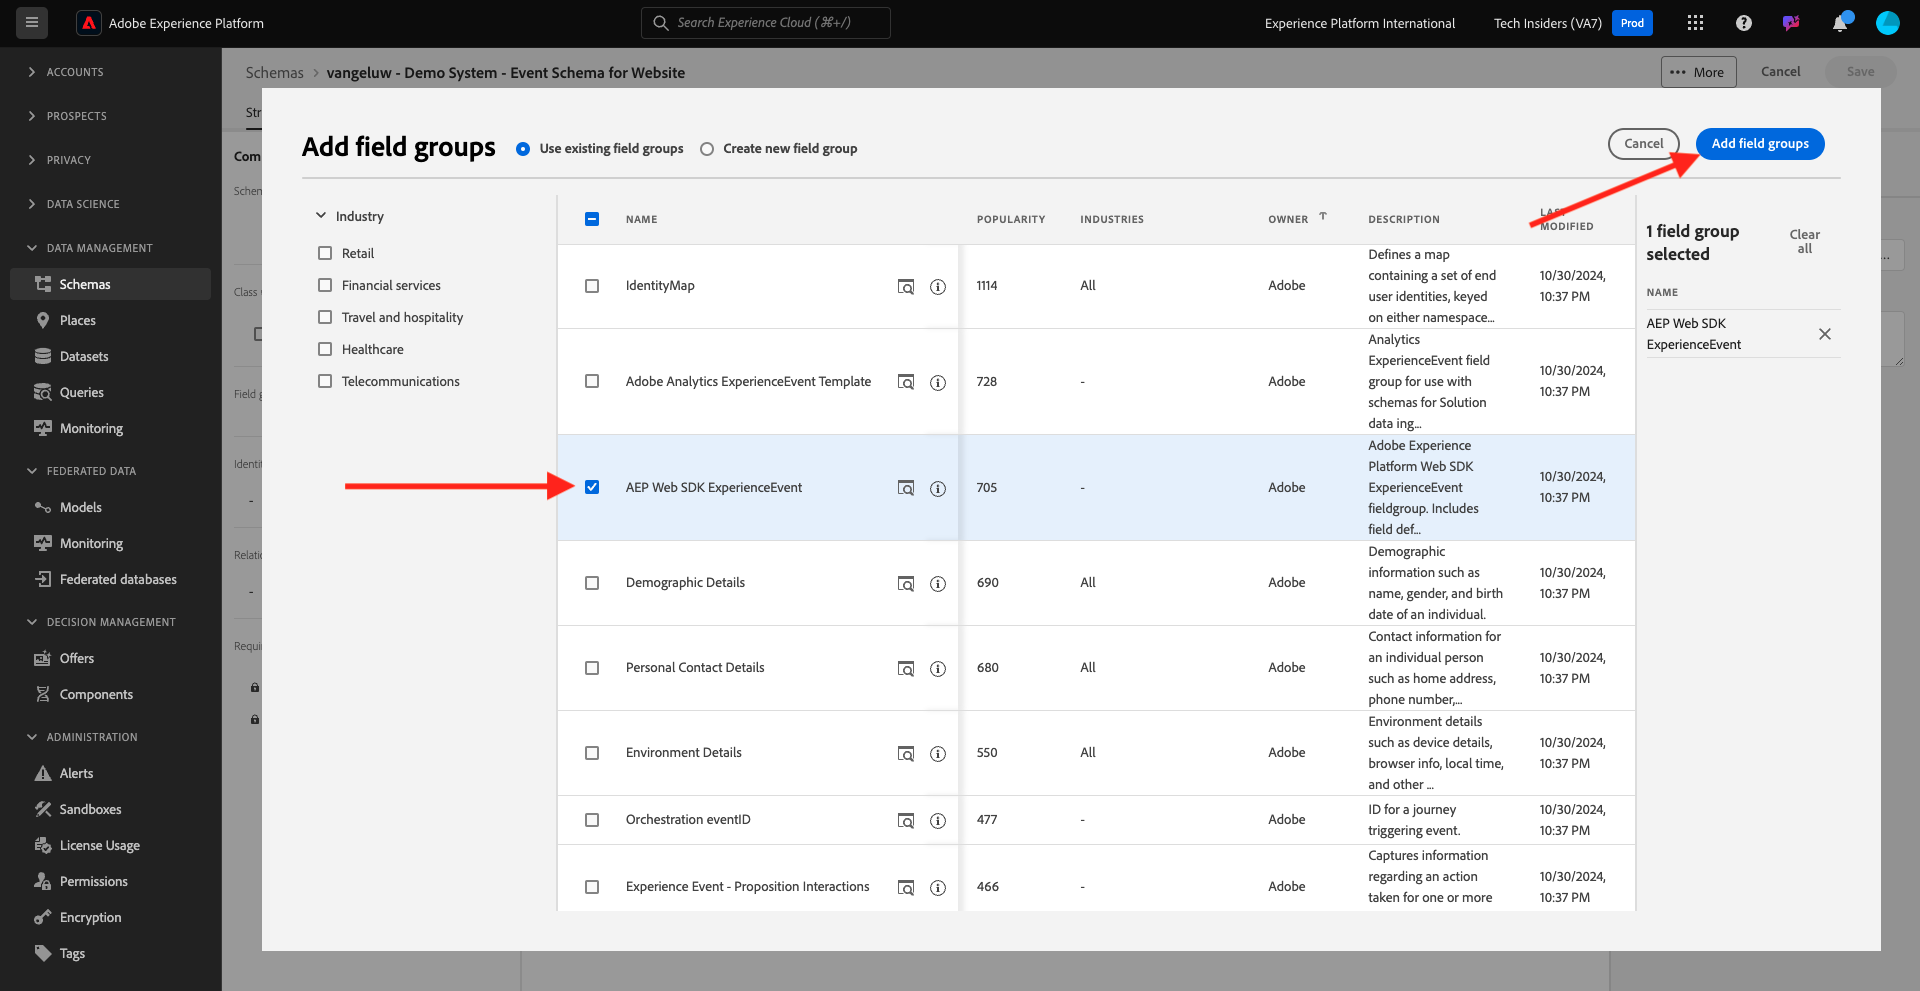 Adobe Experience Platform
Search Experience Cloud (⌘+/)
Experience Platform International
Tech Insiders (VA7)
Prod
ACCOUNTS
PROSPECTS
PRIVACY
DATA SCIENCE
DATA MANAGEMENT
Schemas
Places
Datasets
Queries
Monitoring
FEDERATED DATA
Models
Monitoring
Federated databases
DECISION MANAGEMENT
Offers
Components
ADMINISTRATION
Alerts
Sandboxes
License Usage
Permissions
Encryption
Tags
Schemas > vangeluw - Demo System - Event Schema for Website
••• More
Cancel
Save
Str
Com
Schem
Class
Field g
Identit
-
Relatio
-
Requi
Add field groups
Use existing field groups
Create new field group
Cancel
Add field groups
Industry
Retail
Financial services
Travel and hospitality
Healthcare
Telecommunications
NAME POPULARITY INDUSTRIES OWNER ↑ DESCRIPTION LAST
MODIFIED
IdentityMap 1114 All Adobe
Defines a map
containing a set of end
user identities, keyed
on either namespace...
10/30/2024,
10:37 PM
Adobe Analytics ExperienceEvent Template 728 - Adobe
Analytics
ExperienceEvent field
group for use with
schemas for Solution
data ing...
10/30/2024,
10:37 PM
AEP Web SDK ExperienceEvent 705 - Adobe
Adobe Experience
Platform Web SDK
ExperienceEvent
fieldgroup. Includes
field def...
10/30/2024,
10:37 PM
Demographic Details 690 All Adobe
Demographic
information such as
name, gender, and birth
date of an individual.
10/30/2024,
10:37 PM
Personal Contact Details 680 All Adobe
Contact information for
an individual person
such as home address,
phone number,...
10/30/2024,
10:37 PM
Environment Details 550 All Adobe
Environment details
such as device details,
browser info, local time,
and other ...
10/30/2024,
10:37 PM
Orchestration eventID 477 - Adobe
ID for a journey
triggering event.
10/30/2024,
10:37 PM
Experience Event - Proposition Interactions 466 - Adobe
Captures information
regarding an action
taken for one or more
10/30/2024,
10:37 PM
1 field group
selected
Clear
all
NAME
AEP Web SDK
ExperienceEvent
...